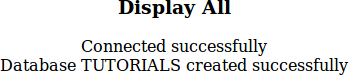 Display All
Connected successfully
Database TUTORIALS created successfully